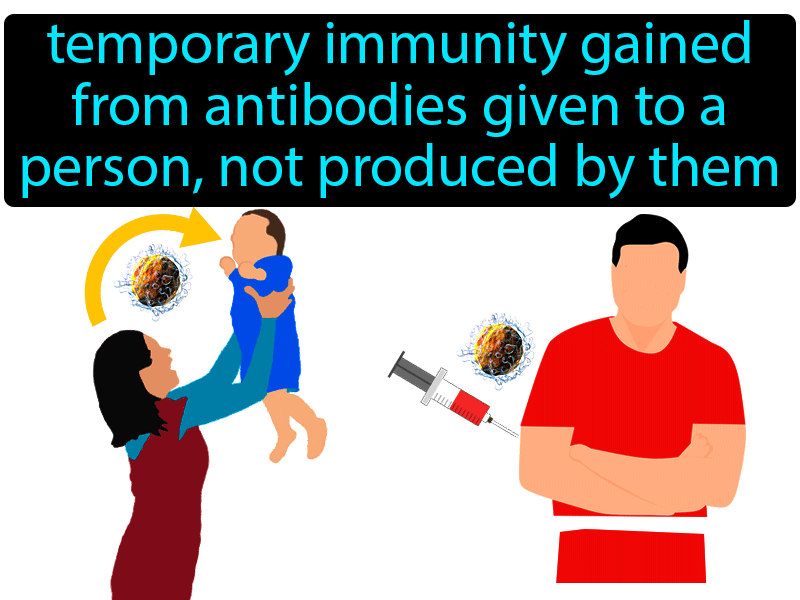 temporary immunity gained
from antibodies given to a
person, not produced by them